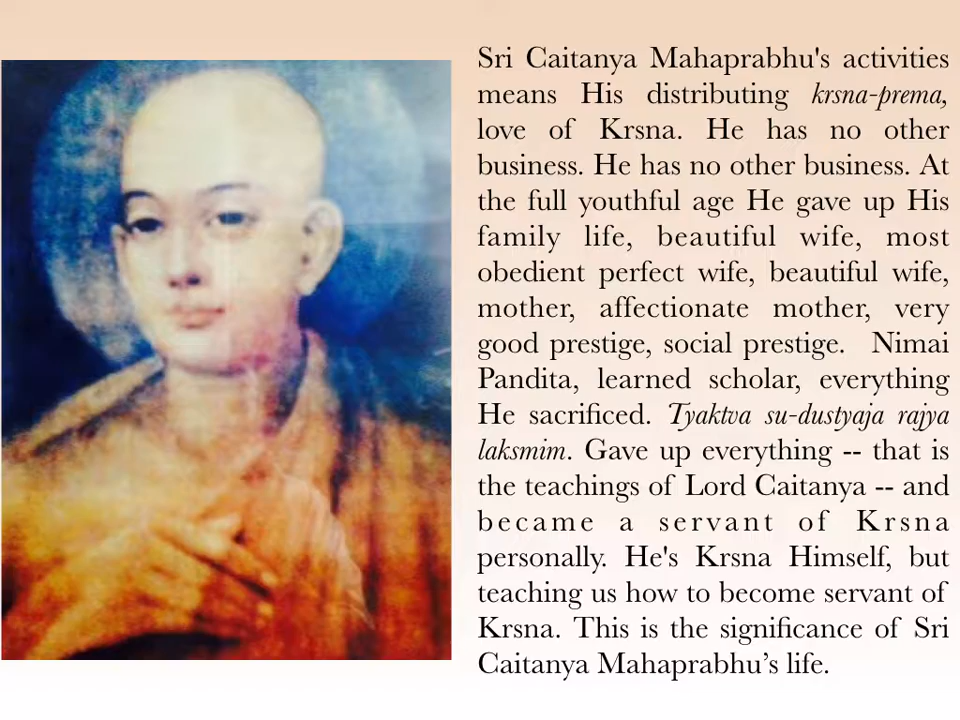 Sri Caitanya Mahaprabhu's activities
means His distributing krsna-prema,
love of Krsna. He has no other
business. He has no other business. At
the full youthful age He gave up His
family life, beautiful wife, most
obedient perfect wife, beautiful wife,
mother, affectionate mother, very
good prestige, social prestige. Nimai
Pandita, learned scholar, everything
He sacrificed. Tyaktva su-dustyaja rajya
laksmim. Gave up everything -- that is
the teachings of Lord Caitanya -- and
became a servant of Krsna
personally. He's Krsna Himself, but
teaching us how to become servant of
Krsna. This is the significance of Sri
Caitanya Mahaprabhu’s life.